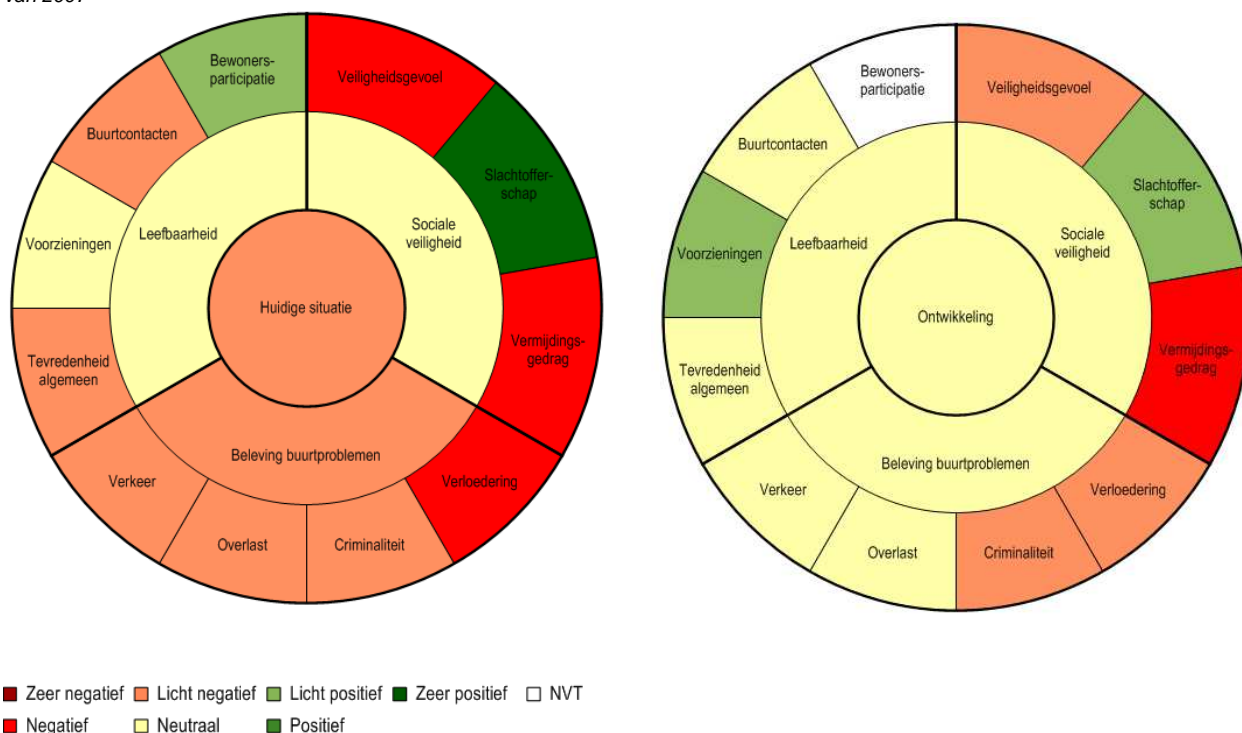 van 2007
Bewoners-
participatie
Veiligheidsgevoel
Buurtcontacten
Slachtoffer-
schap
Voorzieningen
Leefbaarheid
Sociale
veiligheid
Huidige situatie
Tevredenheid
algemeen
Vermijdings-
gedrag
Beleving buurtproblemen
Verkeer
Verloedering
Overlast
Criminaliteit
Bewoners-
participatie
Veiligheidsgevoel
Buurtcontacten
Slachtoffer-
schap
Voorzieningen
Leefbaarheid
Sociale
veiligheid
Ontwikkeling
Tevredenheid
algemeen
Vermijdings-
gedrag
Beleving buurtproblemen
Verkeer
Verloedering
Overlast
Criminaliteit
Zeer negatief Licht negatief Licht positief Zeer positief NVT
Negatief Neutraal Positief